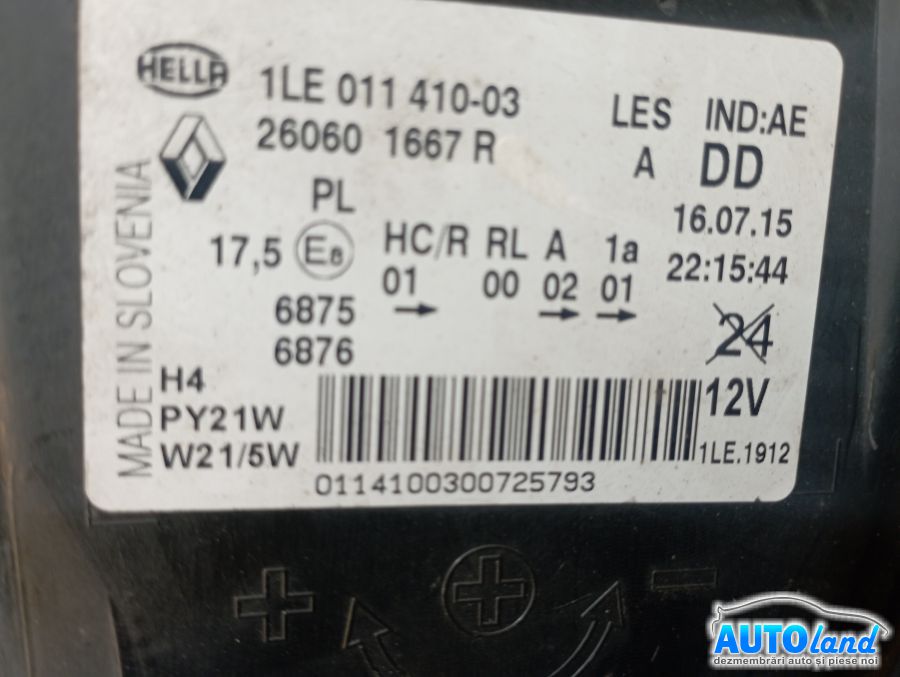 HELLA
1LE 011 410-03
26060 1667 R
LES IND:AE
A DD
PL
16.07.15
22:15:44
17,5 E8 HC/R RL A 1a
01 00 02 01
6875
6876
24
12V
MADE IN SLOVENIA
H4
PY21W
W21/5W
1LE.1912
0114100300725793
AUTOland
dezmembrări auto și piese noi